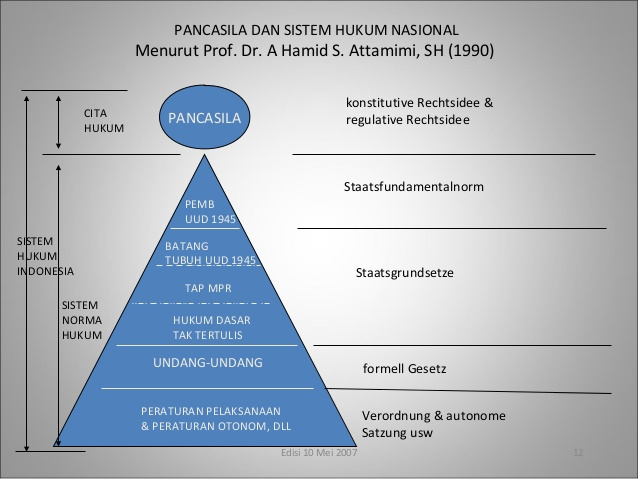 PANCASILA DAN SISTEM HUKUM NASIONAL
Menurut Prof. Dr. A Hamid S. Attamimi, SH (1990)
CITA
HUKUM
PANCASILA
konstitutive Rechtsidee &
regulative Rechtsidee
Staatsfundamentalnorm
PEMB
UUD 1945
SISTEM
HUKUM
INDONESIA
BATANG
TUBUH UUD 1945
TAP MPR
Staatsgrundsetze
SISTEM
NORMA
HUKUM
HUKUM DASAR
TAK TERTULIS
UNDANG-UNDANG
formell Gesetz
PERATURAN PELAKSANAAN
& PERATURAN OTONOM, DLL
Verordnung & autonome
Satzung usw
Edisi 10 Mei 2007
12